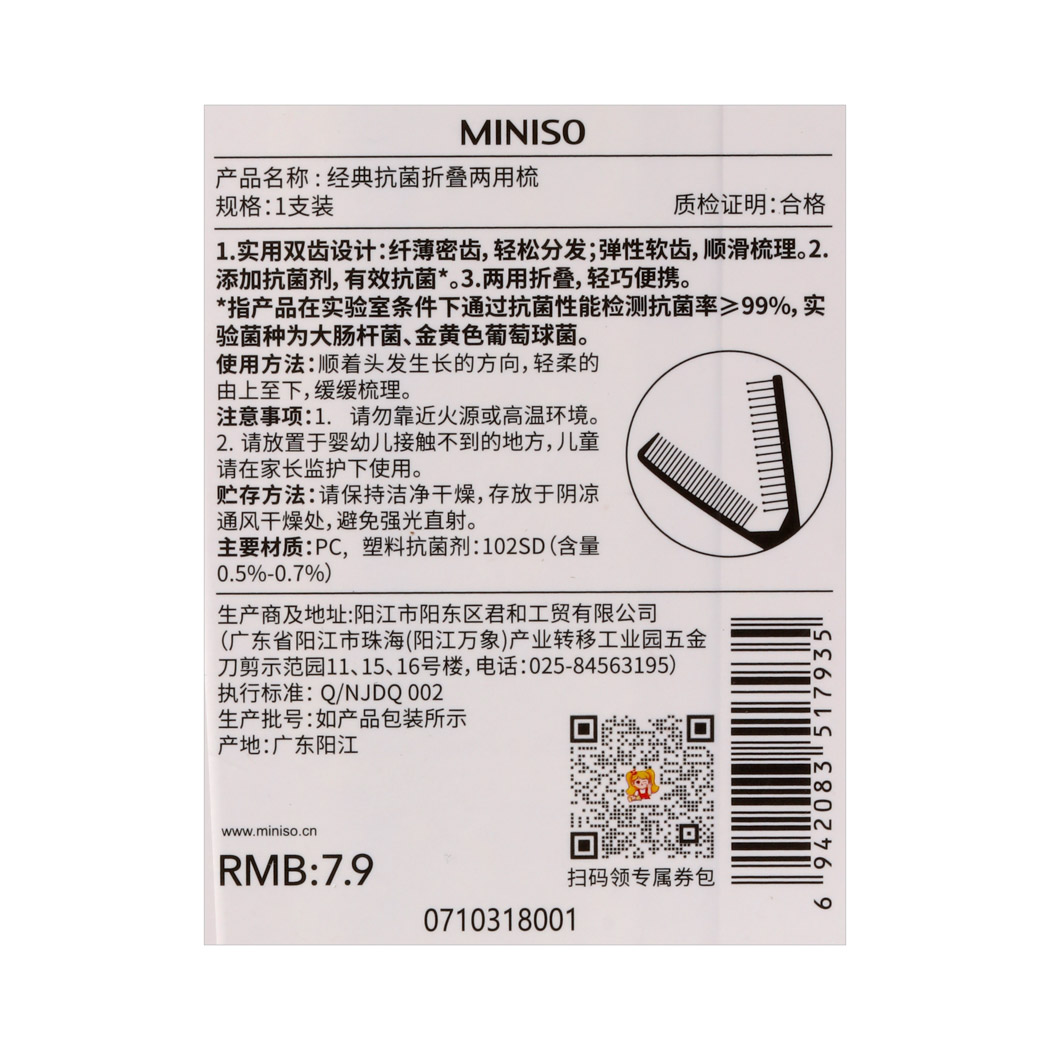 MINISO
产品名称：经典抗菌折叠两用梳
规格：1支装
质检证明：合格
1.实用双齿设计：纤薄密齿，轻松分发；弹性软齿，顺滑梳理。2.
添加抗菌剂，有效抗菌*。3.两用折叠，轻巧便携。
*指产品在实验室条件下通过抗菌性能检测抗菌率⩾99%，实
验菌种为大肠杆菌、金黄色葡萄球菌。
使用方法：顺着头发生长的方向，轻柔的
由上至下，缓缓梳理。
注意事项：1. 请勿靠近火源或高温环境。
2. 请放置于婴幼儿接触不到的地方，儿童
请在家长监护下使用。
贮存方法：请保持洁净干燥，存放于阴凉
通风干燥处，避免强光直射。
主要材质：PC，塑料抗菌剂：102SD（含量
0.5%-0.7%）
生产商及地址:阳江市阳东区君和工贸有限公司
（广东省阳江市珠海(阳江万象)产业转移工业园五金
刀剪示范园11、15、16号楼，电话：025-84563195）
执行标准：Q/NJDQ 002
生产批号：如产品包装所示
产地：广东阳江
www.miniso.cn
RMB:7.9
扫码领专属券包
6 942083 517935
0710318001